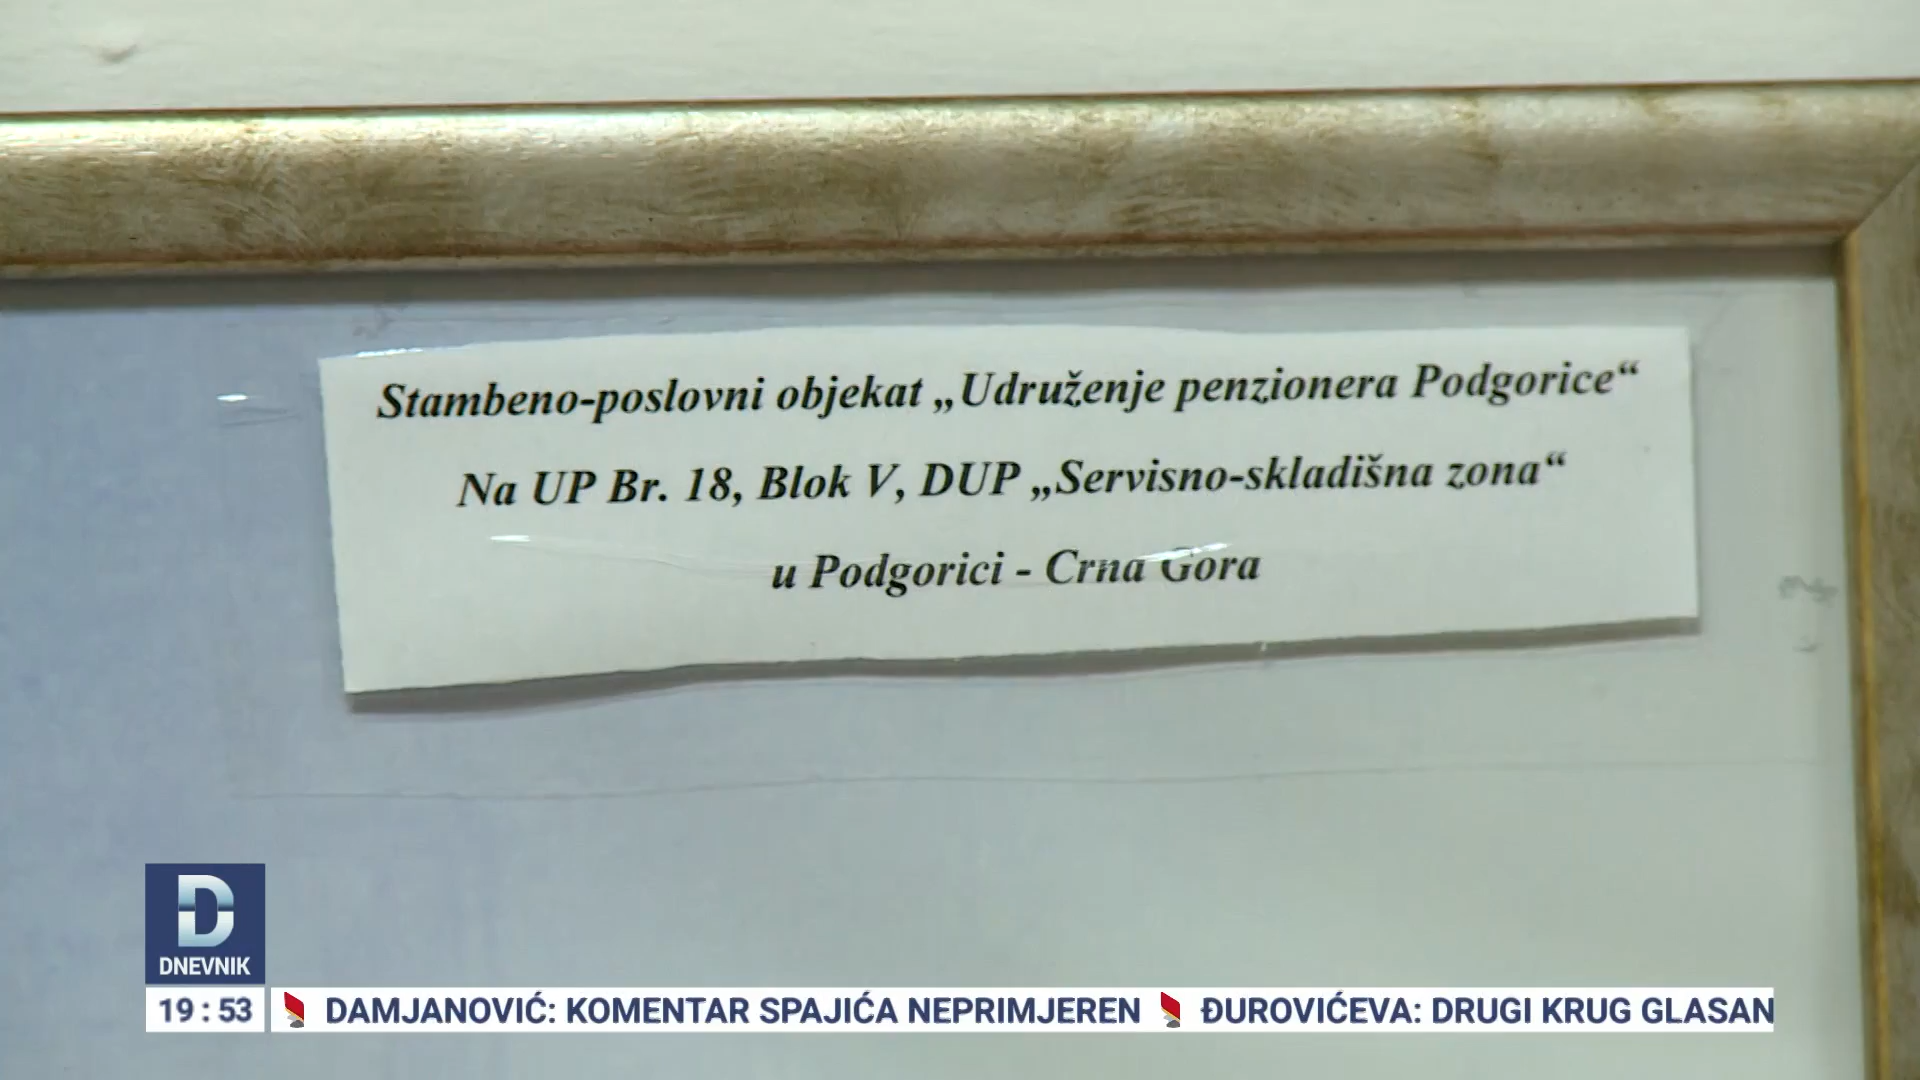 Stambeno-poslovni objekat „Udruženje penzionera Podgorice“
Na UP Br. 18, Blok V, DUP „Servisno-skladišna zona“
u Podgorici - Crna Gora
D
DNEVNIK
19:53 DAMJANOVIĆ: KOMENTAR SPAJIĆA NEPRIMJEREN ĐUROVIĆEVA: DRUGI KRUG GLASAN